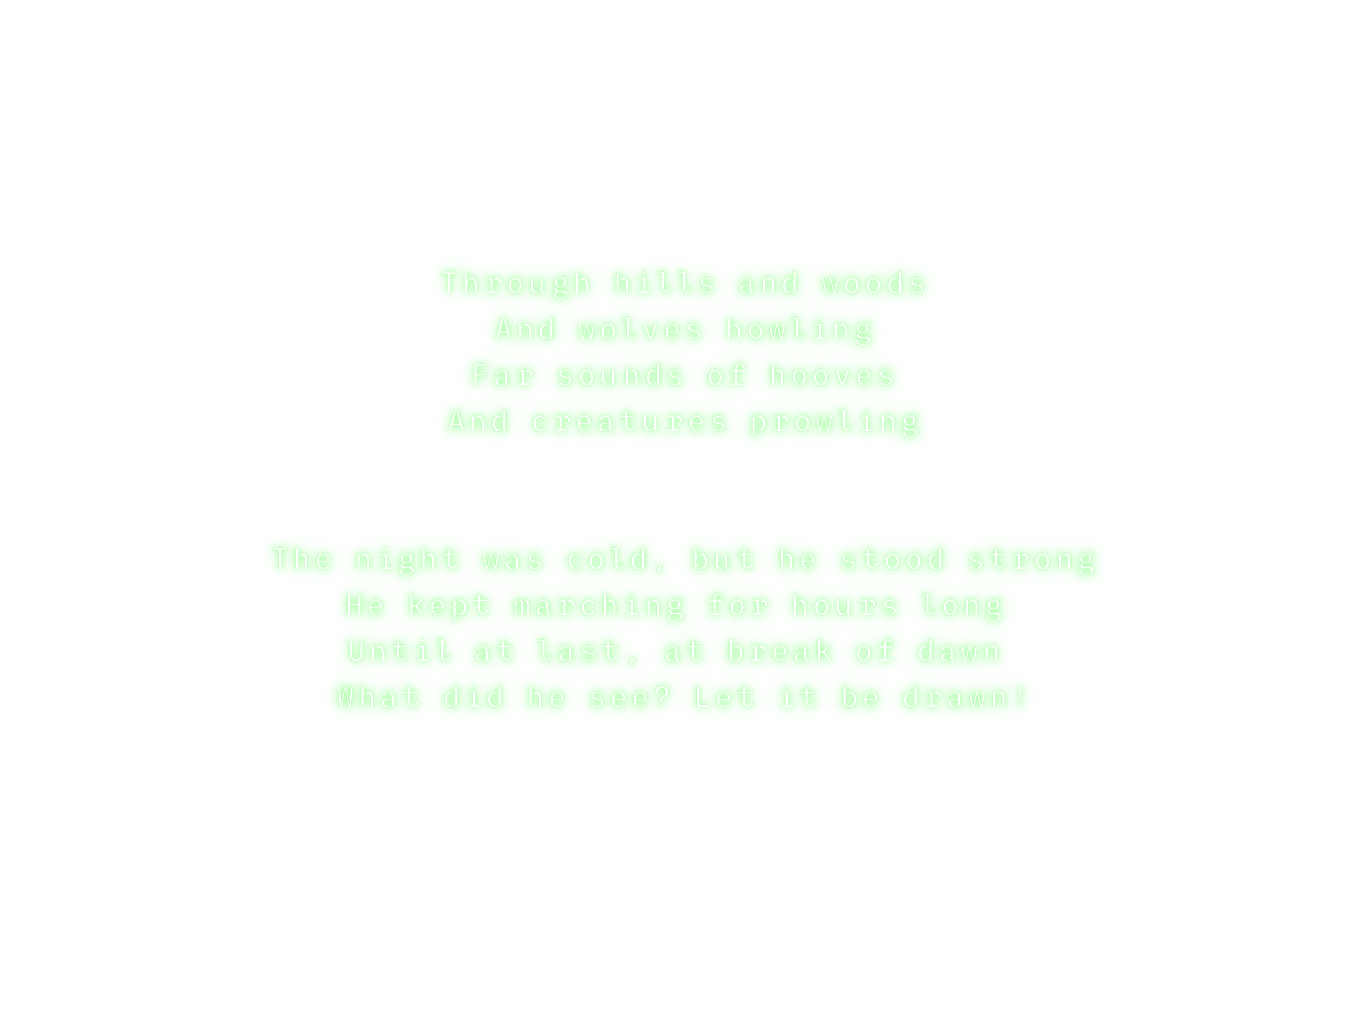 Through hills and woods
And wolves howling
Far sounds of hooves
And creatures prowling
The night was cold, but he stood strong
He kept marching for hours long
Until at last, at break of dawn
What did he see? Let it be drawn!